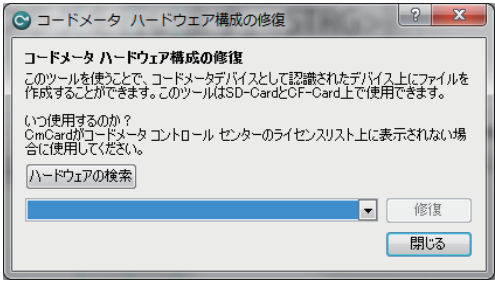 コードメータ ハードウェア構成の修復
コードメータ ハードウェア構成の修復
このツールを使うことで、コードメータデバイスとして認識されたデバイス上にファイルを
作成することができます。このツールはSD-CardとCF-Card上で使用できます。
いつ使用するのか？
CmCardがコードメータ コントロール センターのライセンスリスト上に表示されない場
合に使用してください。
ハードウェアの検索
修復
閉じる